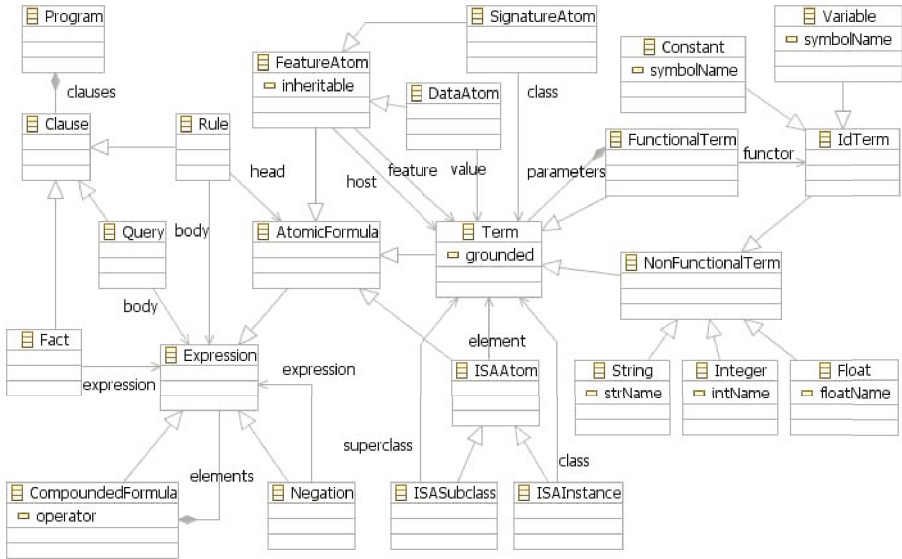 Program
SignatureAtom
Variable
symbolName
Constant
symbolName
FeatureAtom
inheritable
DataAtom
clauses
class
Clause
Rule
FunctionalTerm
functor
IdTerm
head
host
feature
value
parameters
Query
body
AtomicFormula
Term
grounded
NonFunctionalTerm
body
element
Fact
expression
Expression
expression
ISAAtom
String
strName
Integer
intName
Float
floatName
superclass
class
elements
CompoundedFormula
operator
Negation
ISASubclass
ISAInstance